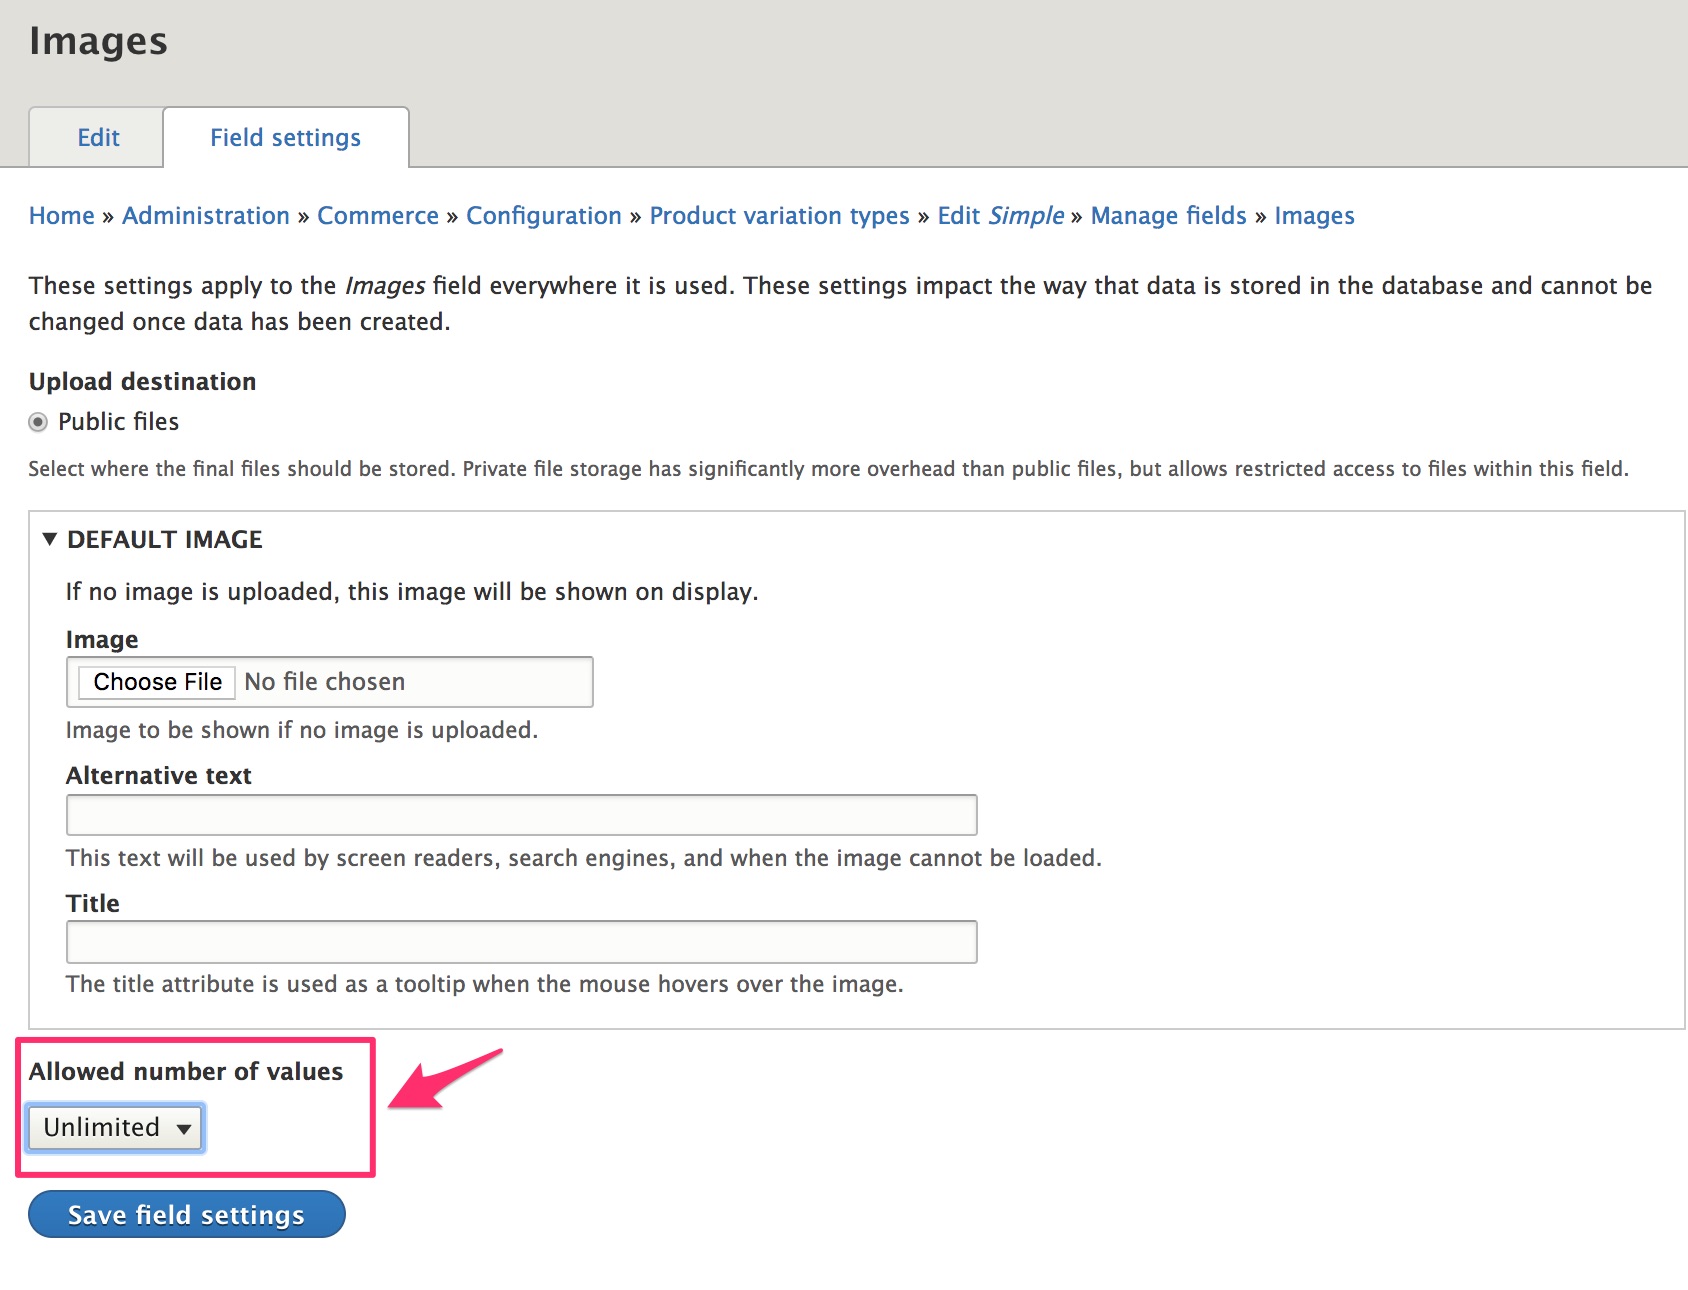 Images
Edit
Field settings
Home » Administration » Commerce » Configuration » Product variation types » Edit Simple » Manage fields » Images
These settings apply to the Images field everywhere it is used. These settings impact the way that data is stored in the database and cannot be
changed once data has been created.
Upload destination
Public files
Select where the final files should be stored. Private file storage has significantly more overhead than public files, but allows restricted access to files within this field.
DEFAULT IMAGE
If no image is uploaded, this image will be shown on display.
Image
Choose File No file chosen
Image to be shown if no image is uploaded.
Alternative text
This text will be used by screen readers, search engines, and when the image cannot be loaded.
Title
The title attribute is used as a tooltip when the mouse hovers over the image.
Allowed number of values
Unlimited
Save field settings